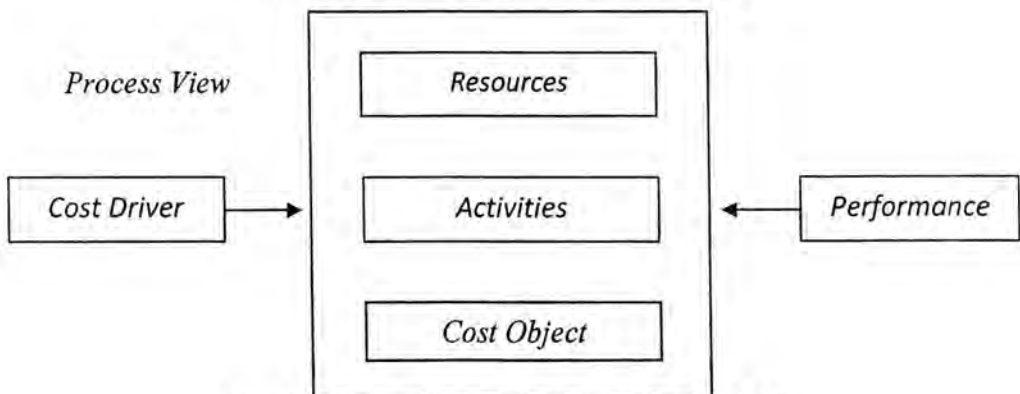 Resources
Process View
Cost Driver
Activities
Performance
Cost Object